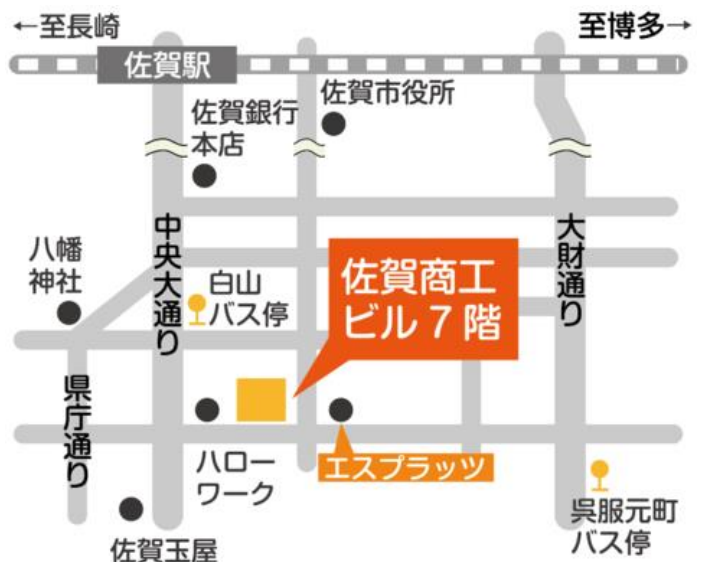 ←至長崎
至博多→
佐賀駅
佐賀銀行
本店
佐賀市役所
中央大通り
大財通り
八幡
神社
白山
バス停
佐賀商工
ビル7階
県庁通り
ハロー
ワーク
エスプラッツ
呉服元町
バス停
佐賀玉屋